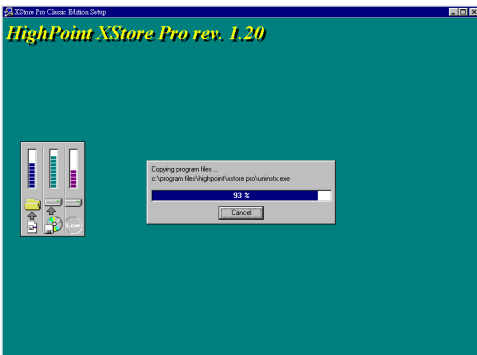 XStore Pro Classic Edition Setup
HighPoint XStore Pro rev. 1.20
Copying program files ...
c:\program files\highpoint\xstore pro\uninstx.exe
93 %
Cancel
Low